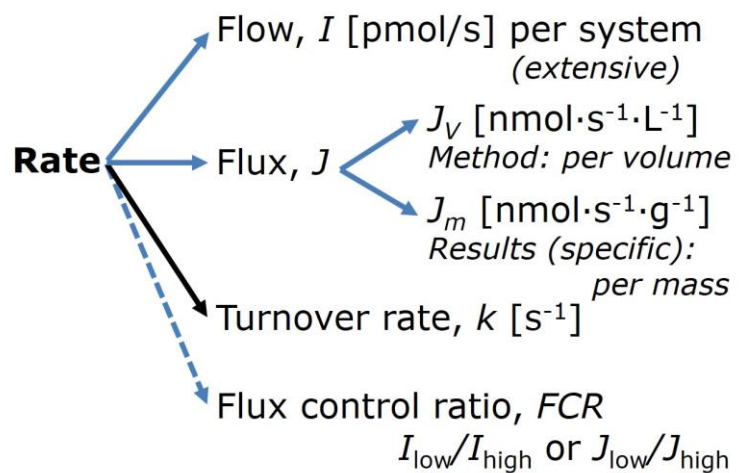 Flow, I [pmol/s] per system
(extensive)
J_V [nmol·s⁻¹·L⁻¹]
Rate
Flux, J
Method: per volume
J_m [nmol·s⁻¹·g⁻¹]
Results (specific):
per mass
Turnover rate, k [s⁻¹]
Flux control ratio, FCR
I_low/I_high or J_low/J_high